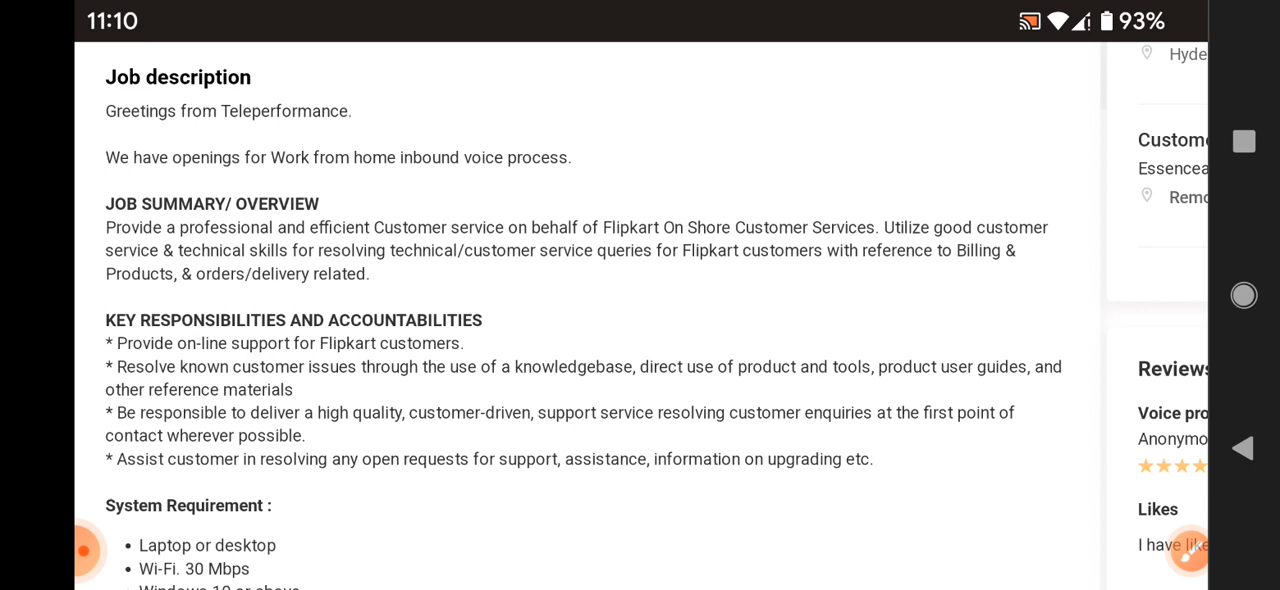 11:10
93%
Job description
Greetings from Teleperformance.
We have openings for Work from home inbound voice process.
JOB SUMMARY/ OVERVIEW
Provide a professional and efficient Customer service on behalf of Flipkart On Shore Customer Services. Utilize good customer
service & technical skills for resolving technical/customer service queries for Flipkart customers with reference to Billing &
Products, & orders/delivery related.
KEY RESPONSIBILITIES AND ACCOUNTABILITIES
* Provide on-line support for Flipkart customers.
* Resolve known customer issues through the use of a knowledgebase, direct use of product and tools, product user guides, and
other reference materials
* Be responsible to deliver a high quality, customer-driven, support service resolving customer enquiries at the first point of
contact wherever possible.
* Assist customer in resolving any open requests for support, assistance, information on upgrading etc.
System Requirement :
• Laptop or desktop
• Wi-Fi. 30 Mbps
• Windows 10 or above
Hyde
Custome
Essencea
Remo
Reviews
Voice pro
Anonymo
Likes
I have like